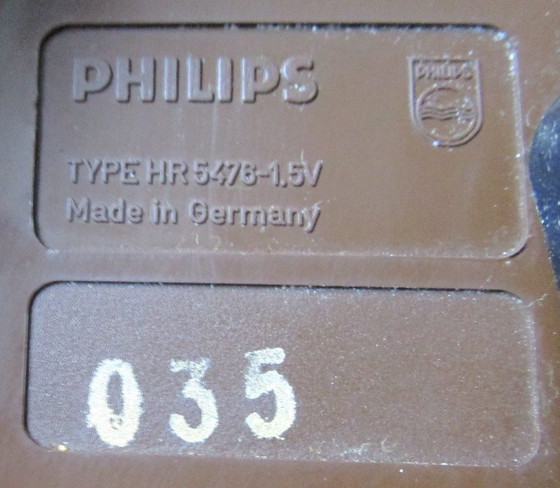 PHILIPS
PHILIPS
TYPE HR 5476-1.5V
Made in Germany
035